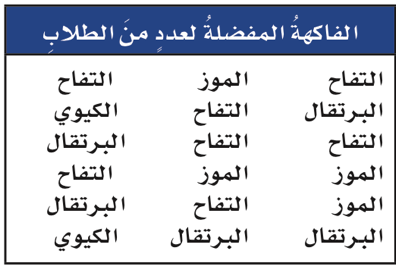 الفاكهةُ المفضلةُ لعددٍ منَ الطلابِ
التفاح الموز التفاح
البرتقال التفاح الكيوي
التفاح التفاح البرتقال
الموز الموز التفاح
الموز التفاح البرتقال
البرتقال البرتقال الكيوي